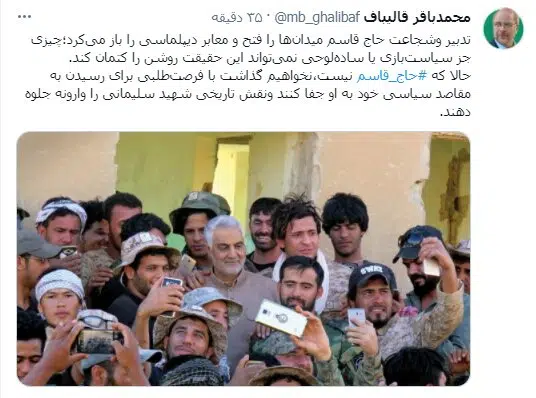 محمدباقر قالیباف @mb_ghalibaf · ۳۵ دقیقه
تدبیر وشجاعت حاج قاسم میدان‌ها را فتح و معابر دیپلماسی را باز می‌کرد؛چیزی
جز سیاست‌بازی یا ساده‌لوحی نمی‌تواند این حقیقت روشن را کتمان کند.
حالا که #حاج_قاسم نیست،نخواهیم گذاشت با فرصت‌طلبی برای رسیدن به
مقاصد سیاسی خود به او جفا کنند ونقش تاریخی شهید سلیمانی را وارونه جلوه
دهند.